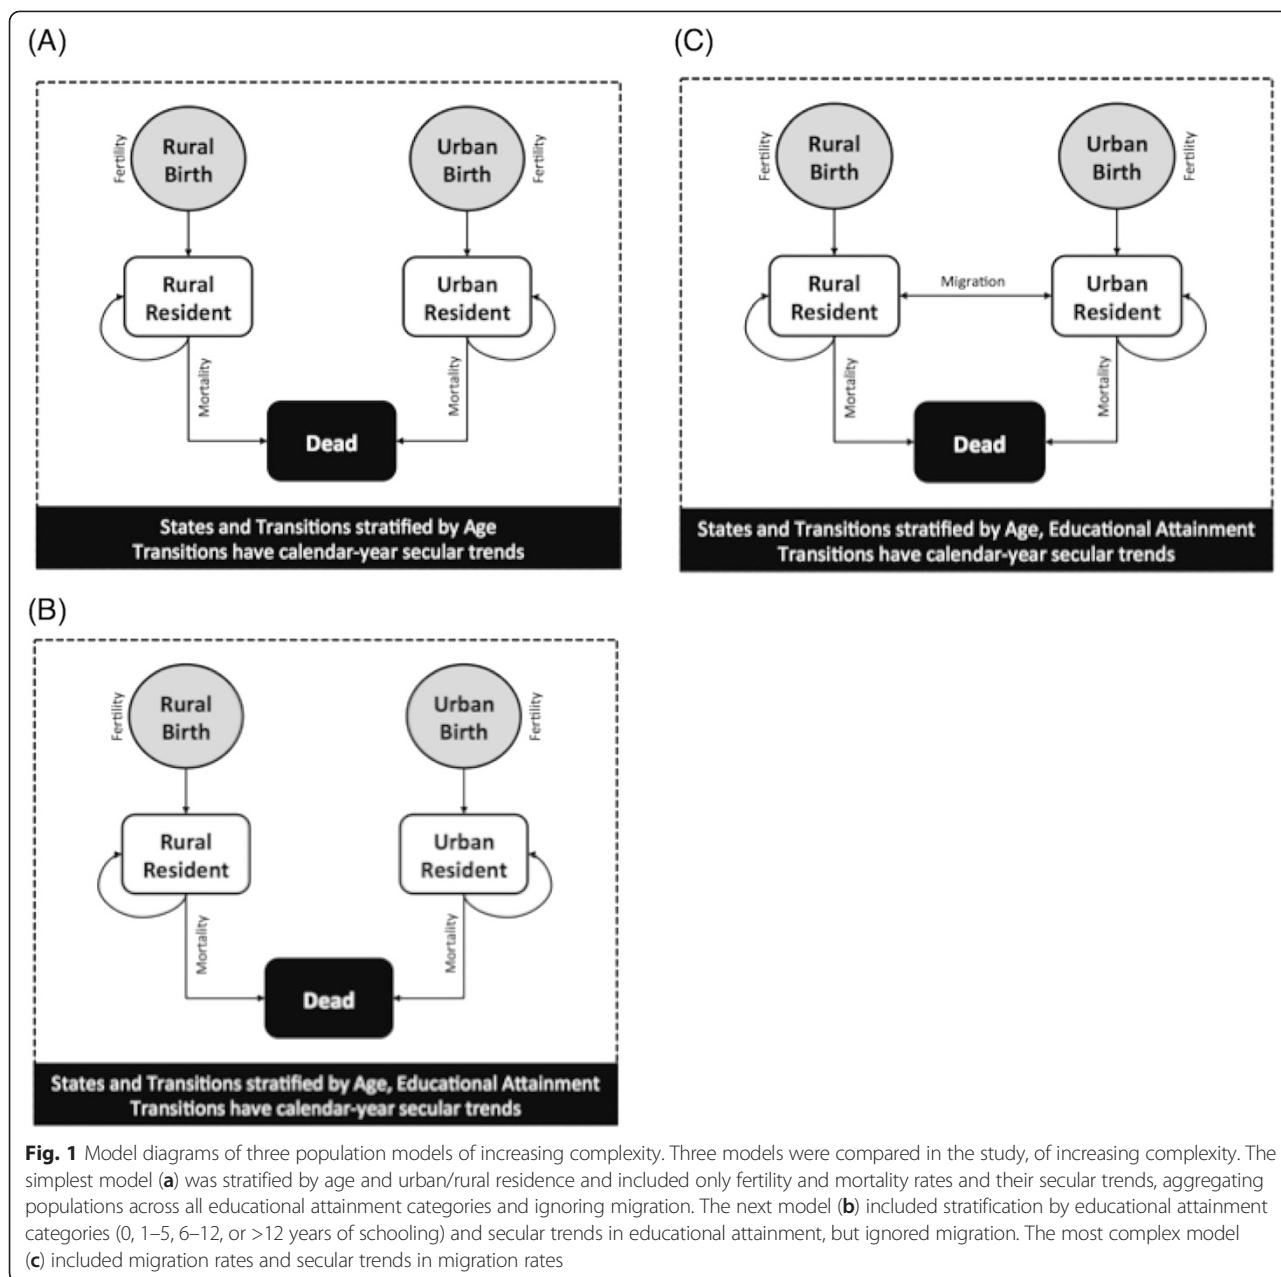 (A)
Fertility
Rural
Birth
Urban
Birth
Fertility
Rural
Resident
Urban
Resident
Mortality
Mortality
Dead
States and Transitions stratified by Age
Transitions have calendar-year secular trends
(C)
Fertility
Rural
Birth
Urban
Birth
Fertility
Rural
Resident
Migration
Urban
Resident
Mortality
Mortality
Dead
States and Transitions stratified by Age, Educational Attainment
Transitions have calendar-year secular trends
(B)
Fertility
Rural
Birth
Urban
Birth
Fertility
Rural
Resident
Urban
Resident
Mortality
Mortality
Dead
States and Transitions stratified by Age, Educational Attainment
Transitions have calendar-year secular trends
Fig. 1 Model diagrams of three population models of increasing complexity. Three models were compared in the study, of increasing complexity. The
simplest model (a) was stratified by age and urban/rural residence and included only fertility and mortality rates and their secular trends, aggregating
populations across all educational attainment categories and ignoring migration. The next model (b) included stratification by educational attainment
categories (0, 1–5, 6–12, or >12 years of schooling) and secular trends in educational attainment, but ignored migration. The most complex model
(c) included migration rates and secular trends in migration rates